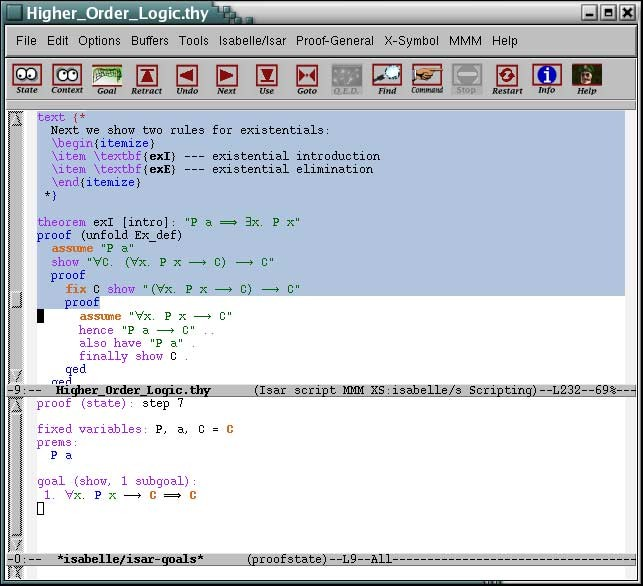 Higher_Order_Logic.thy
File Edit Options Buffers Tools Isabelle/Isar Proof-General X-Symbol MMM Help
State Context Goal Retract Undo Next Use Goto Q.E.D. Find Command Stop Restart Info Help
text {*
Next we show two rules for existentials:
\begin{itemize}
\item \textbf{exI} --- existential introduction
\item \textbf{exE} --- existential elimination
\end{itemize}
*}
theorem exI [intro]: "P a ⟹ ∃x. P x"
proof (unfold Ex_def)
assume "P a"
show "∀C. (∀x. P x ⟶ C) ⟶ C"
proof
fix C show "(∀x. P x ⟶ C) ⟶ C"
proof
assume "∀x. P x ⟶ C"
hence "P a ⟶ C" ..
also have "P a" .
finally show C .
qed
qed
-9:-- Higher_Order_Logic.thy (Isar script MMM XS:isabelle/s Scripting)--L232--69%---
proof (state): step 7
fixed variables: P, a, C = C
prems:
P a
goal (show, 1 subgoal):
1. ∀x. P x ⟶ C ⟹ C
-0:-- *isabelle/isar-goals* (proofstate)--L9--All----------------------------------